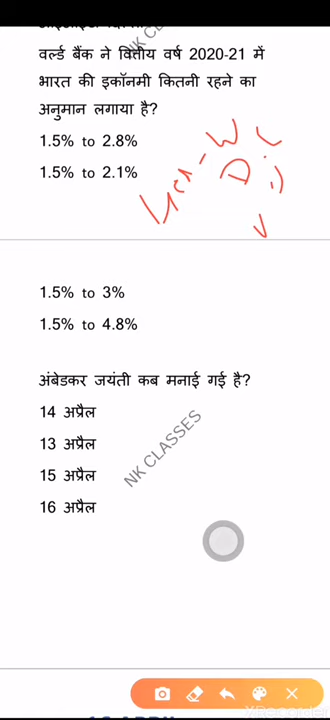 वर्ल्ड बैंक ने वित्तीय वर्ष 2020-21 में
भारत की इकॉनमी कितनी रहने का
अनुमान लगाया है?
1.5% to 2.8%
1.5% to 2.1%
1.5% to 3%
1.5% to 4.8%
अंबेडकर जयंती कब मनाई गई है?
14 अप्रैल
13 अप्रैल
15 अप्रैल
16 अप्रैल
NK CLASSES